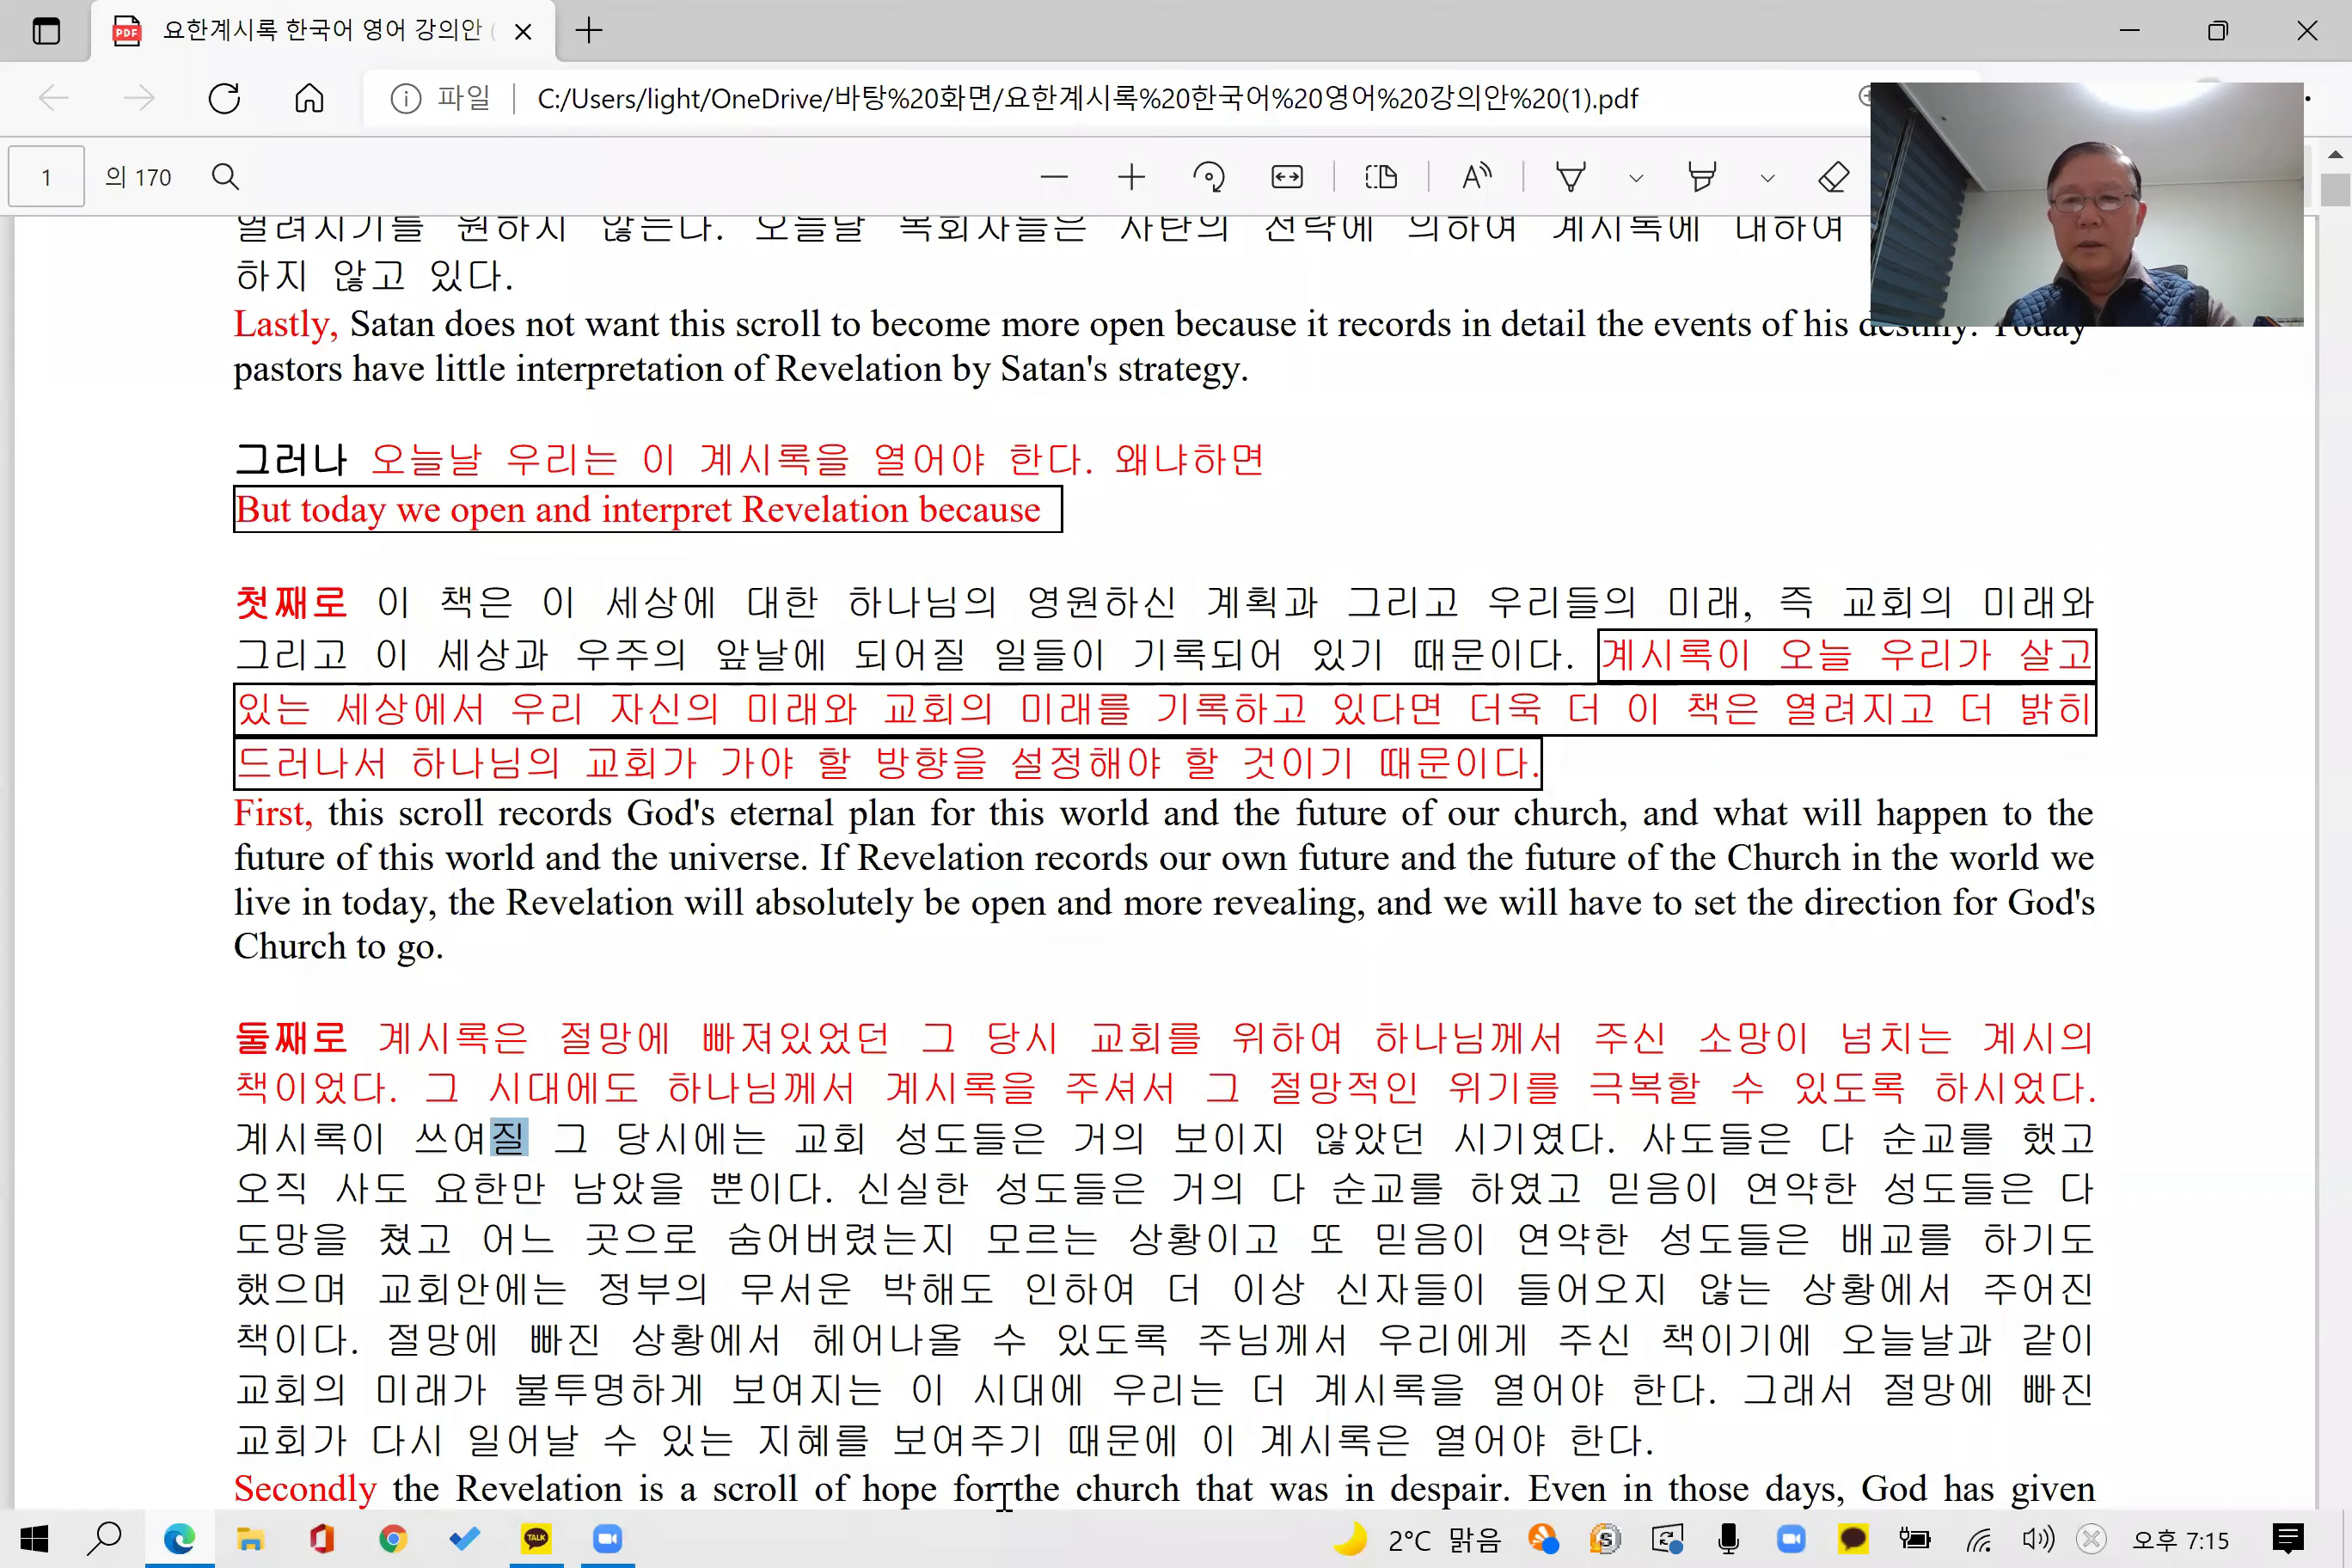 요한계시록 한국어 영어 강의안 (
파일 C:/Users/light/OneDrive/바탕%20화면/요한계시록%20한국어%20영어%20강의안%20(1).pdf
1 의 170
열려지기를 원하지 않는다. 오늘날 목회자들은 사탄의 전략에 의하여 계시록에 대하여
하지 않고 있다.
Lastly, Satan does not want this scroll to become more open because it records in detail the events of his destiny. Today
pastors have little interpretation of Revelation by Satan's strategy.
그러나 오늘날 우리는 이 계시록을 열어야 한다. 왜냐하면
But today we open and interpret Revelation because
첫째로 이 책은 이 세상에 대한 하나님의 영원하신 계획과 그리고 우리들의 미래, 즉 교회의 미래와
그리고 이 세상과 우주의 앞날에 되어질 일들이 기록되어 있기 때문이다. 계시록이 오늘 우리가 살고
있는 세상에서 우리 자신의 미래와 교회의 미래를 기록하고 있다면 더욱 더 이 책은 열려지고 더 밝히
드러나서 하나님의 교회가 가야 할 방향을 설정해야 할 것이기 때문이다.
First, this scroll records God's eternal plan for this world and the future of our church, and what will happen to the
future of this world and the universe. If Revelation records our own future and the future of the Church in the world we
live in today, the Revelation will absolutely be open and more revealing, and we will have to set the direction for God's
Church to go.
둘째로 계시록은 절망에 빠져있었던 그 당시 교회를 위하여 하나님께서 주신 소망이 넘치는 계시의
책이었다. 그 시대에도 하나님께서 계시록을 주셔서 그 절망적인 위기를 극복할 수 있도록 하시었다.
계시록이 쓰여질 그 당시에는 교회 성도들은 거의 보이지 않았던 시기였다. 사도들은 다 순교를 했고
오직 사도 요한만 남았을 뿐이다. 신실한 성도들은 거의 다 순교를 하였고 믿음이 연약한 성도들은 다
도망을 쳤고 어느 곳으로 숨어버렸는지 모르는 상황이고 또 믿음이 연약한 성도들은 배교를 하기도
했으며 교회안에는 정부의 무서운 박해도 인하여 더 이상 신자들이 들어오지 않는 상황에서 주어진
책이다. 절망에 빠진 상황에서 헤어나올 수 있도록 주님께서 우리에게 주신 책이기에 오늘날과 같이
교회의 미래가 불투명하게 보여지는 이 시대에 우리는 더 계시록을 열어야 한다. 그래서 절망에 빠진
교회가 다시 일어날 수 있는 지혜를 보여주기 때문에 이 계시록은 열어야 한다.
Secondly the Revelation is a scroll of hope for the church that was in despair. Even in those days, God has given
2°C 맑음 오후 7:15